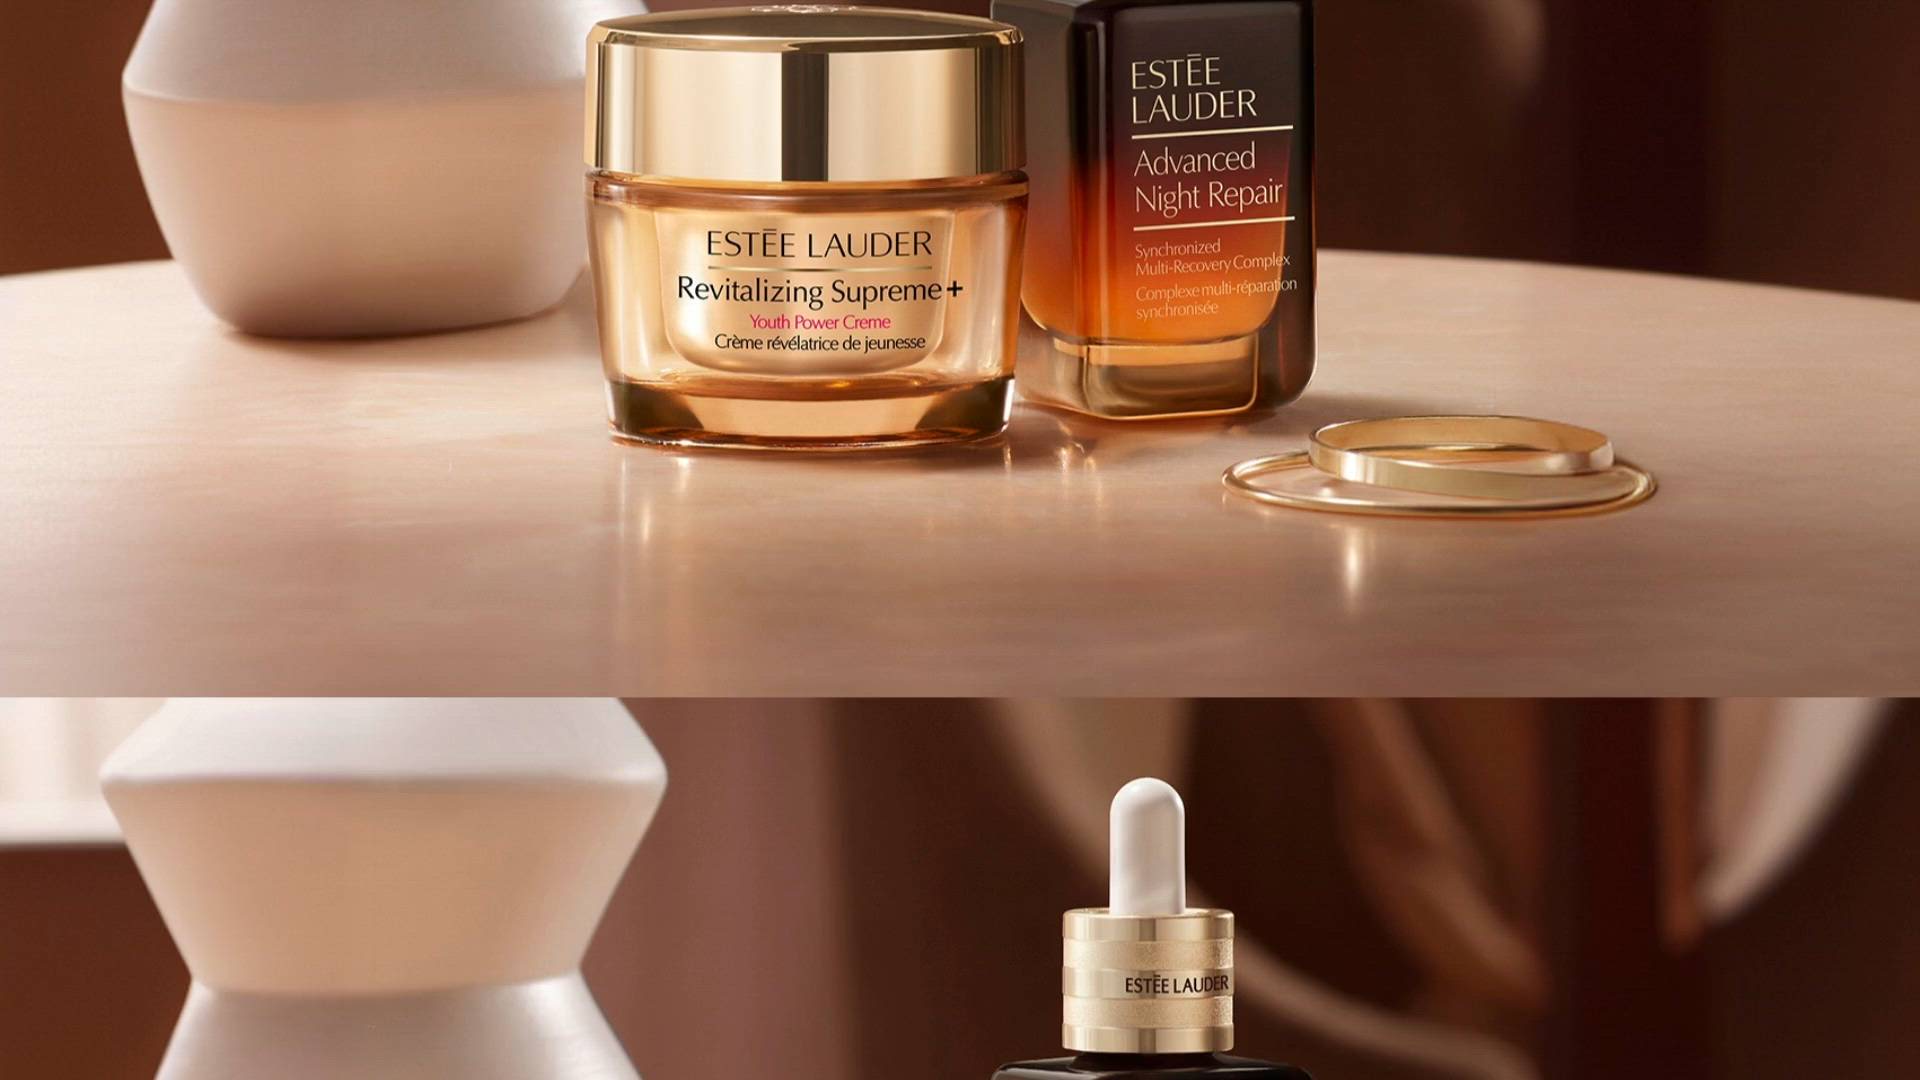 ESTĒE LAUDER
Revitalizing Supreme+
Youth Power Creme
Crème révélatrice de jeunesse
ESTĒE
LAUDER
Advanced
Night Repair
Synchronized
Multi-Recovery Complex
Complexe multi-réparation
synchronisée
ESTĒE LAUDER